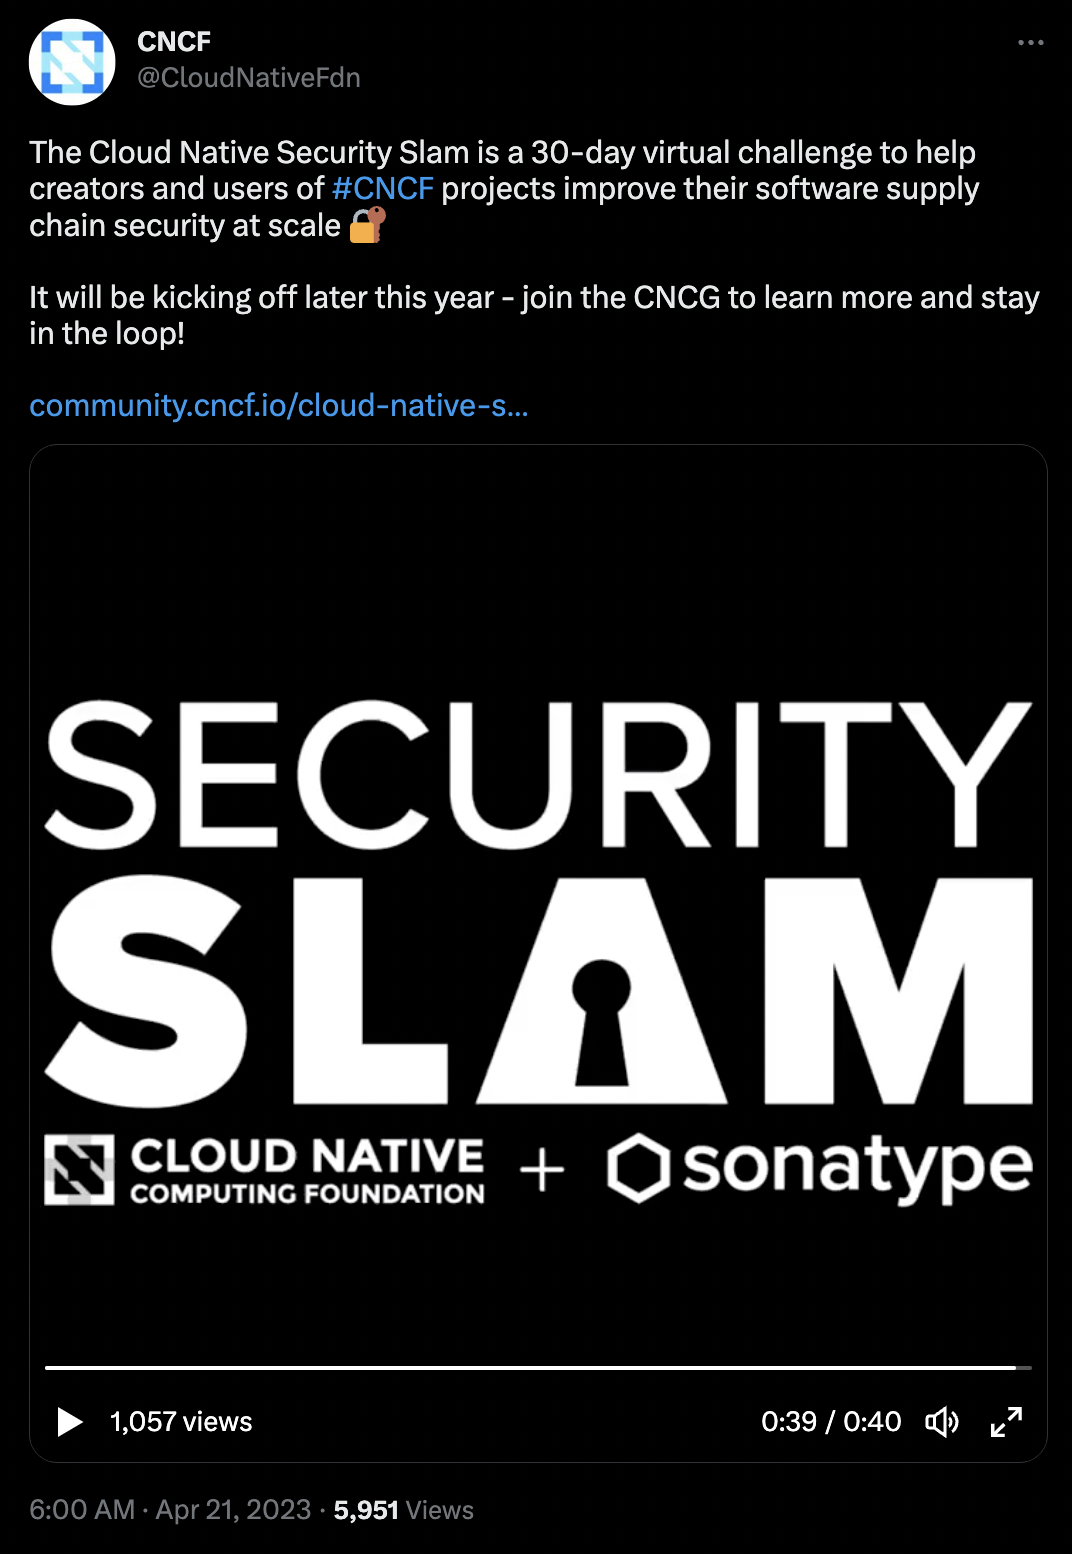 CNCF
@CloudNativeFdn
The Cloud Native Security Slam is a 30-day virtual challenge to help
creators and users of #CNCF projects improve their software supply
chain security at scale 🔐
It will be kicking off later this year - join the CNCG to learn more and stay
in the loop!
community.cncf.io/cloud-native-s...
SECURITY
SLAM
CLOUD NATIVE
COMPUTING FOUNDATION
+ sonatype
1,057 views
0:39 / 0:40
6:00 AM · Apr 21, 2023 · 5,951 Views